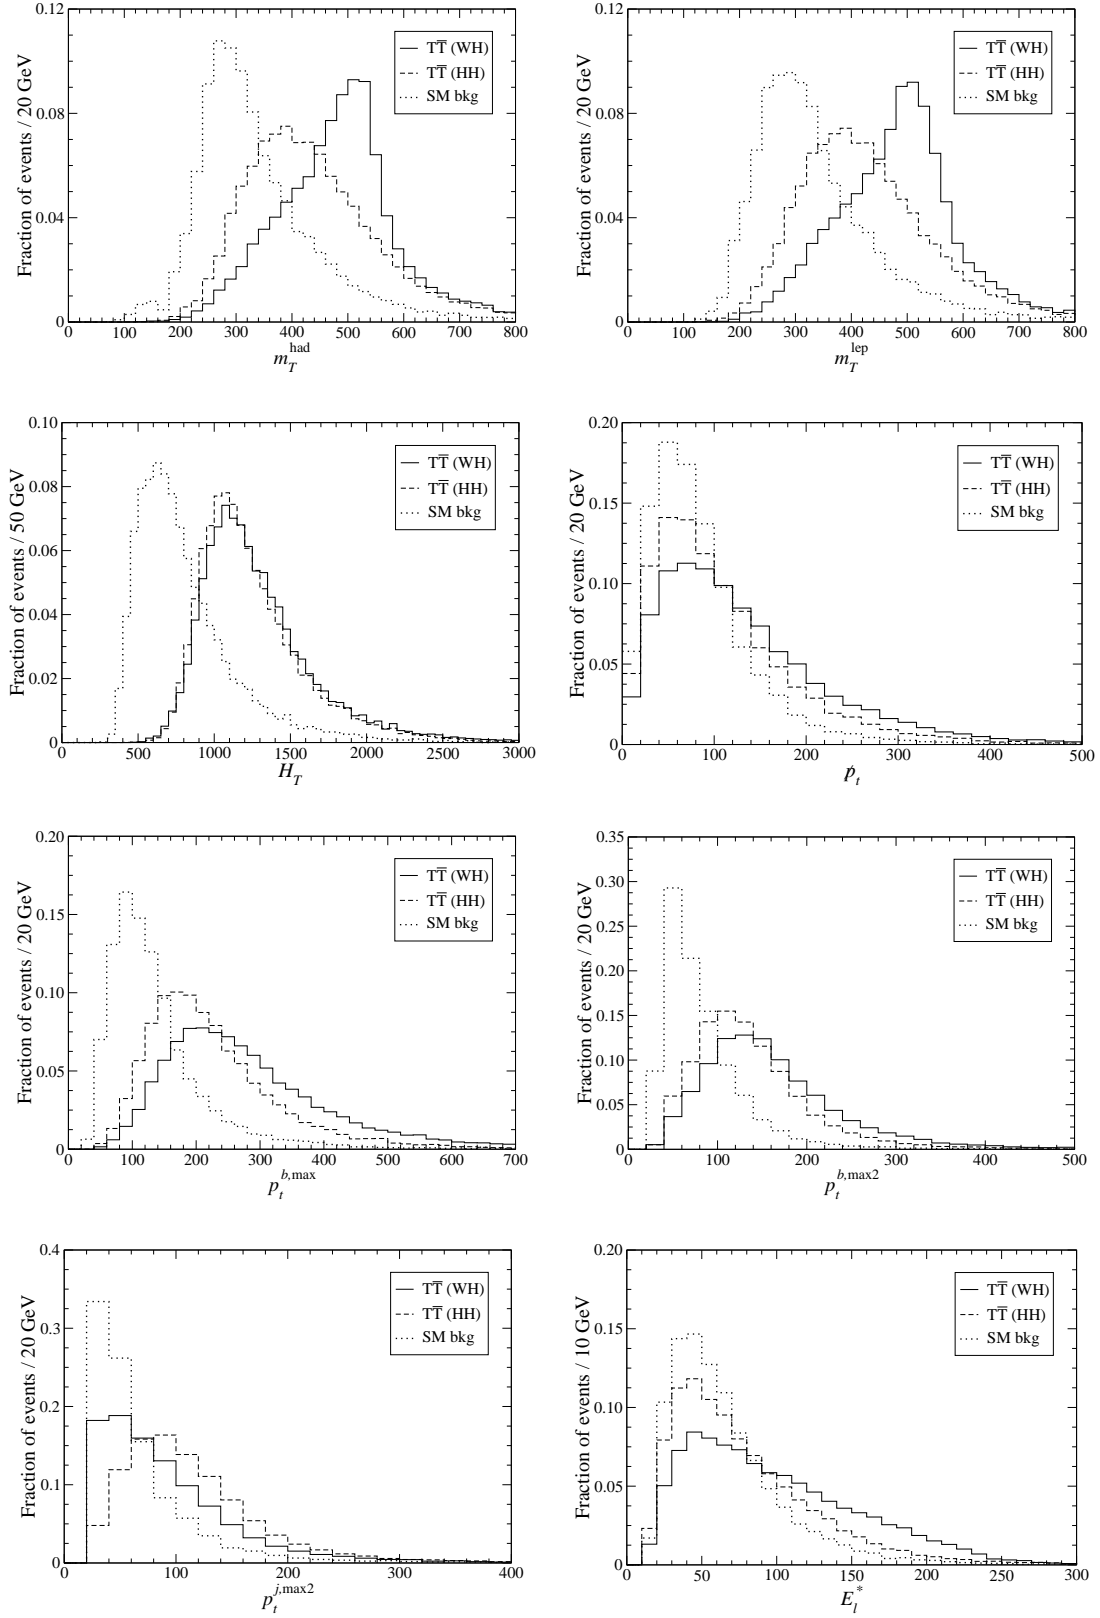 0.12
0.08
0.04
0
Fraction of events / 20 GeV
TT̅ (WH)
TT̅ (HH)
SM bkg
0 100 200 300 400 500 600 700 800
m_T^had
0.12
0.08
0.04
0
Fraction of events / 20 GeV
TT̅ (WH)
TT̅ (HH)
SM bkg
0 100 200 300 400 500 600 700 800
m_T^lep
0.10
0.08
0.06
0.04
0.02
0
Fraction of events / 50 GeV
TT̅ (WH)
TT̅ (HH)
SM bkg
0 500 1000 1500 2000 2500 3000
H_T
0.20
0.15
0.10
0.05
0
Fraction of events / 20 GeV
TT̅ (WH)
TT̅ (HH)
SM bkg
0 100 200 300 400 500
p̸_t
0.20
0.15
0.10
0.05
0
Fraction of events / 20 GeV
TT̅ (WH)
TT̅ (HH)
SM bkg
0 100 200 300 400 500 600 700
p_t^b,max
0.35
0.30
0.25
0.20
0.15
0.10
0.05
0
Fraction of events / 20 GeV
TT̅ (WH)
TT̅ (HH)
SM bkg
0 100 200 300 400 500
p_t^b,max2
0.4
0.3
0.2
0.1
0
Fraction of events / 20 GeV
TT̅ (WH)
TT̅ (HH)
SM bkg
0 100 200 300 400
p_t^j,max2
0.20
0.15
0.10
0.05
0
Fraction of events / 10 GeV
TT̅ (WH)
TT̅ (HH)
SM bkg
0 50 100 150 200 250 300
E_l^*